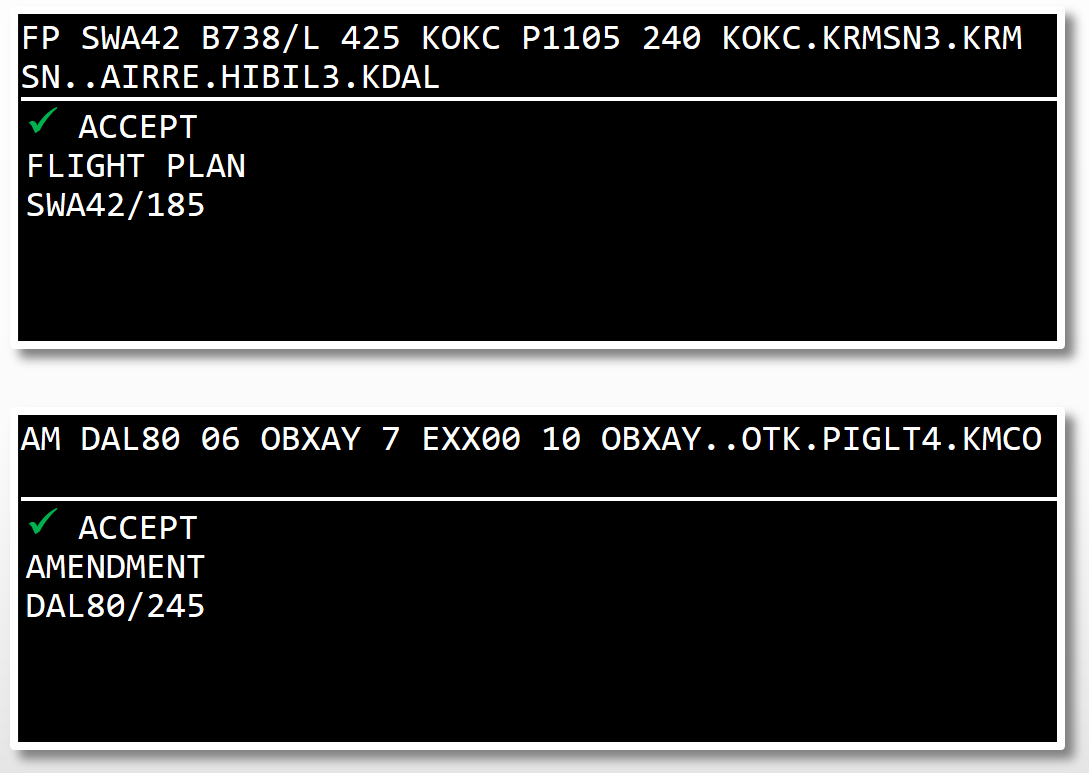 FP SWA42 B738/L 425 KOKC P1105 240 KOKC.KRMSN3.KRM
SN..AIRRE.HIBIL3.KDAL
✓ ACCEPT
FLIGHT PLAN
SWA42/185
AM DAL80 06 OBXAY 7 EXX00 10 OBXAY..OTK.PIGLT4.KMCO
✓ ACCEPT
AMENDMENT
DAL80/245